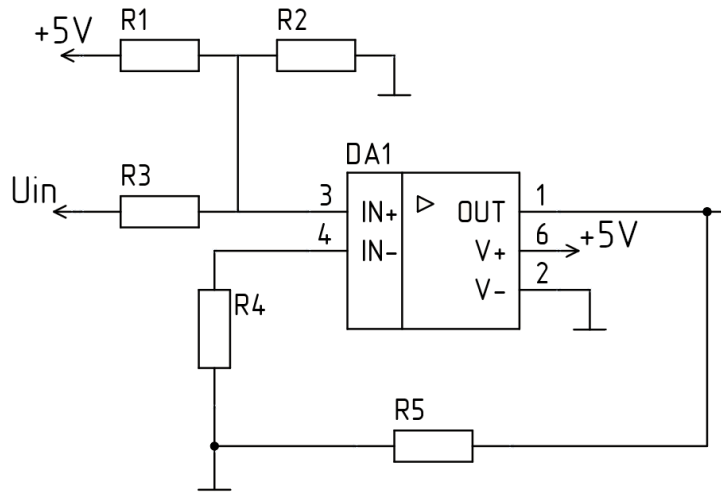 R1
R2
+5V
R3
Uin
DA1
3
IN+
OUT
1
4
IN-
V+
6
+5V
V-
2
R4
R5